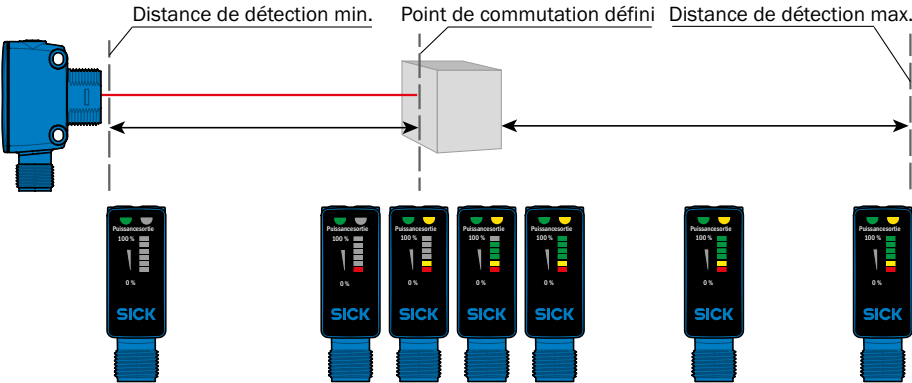 Distance de détection min.
Point de commutation défini
Distance de détection max.
Puissancesortie
100 %
0 %
SICK
Puissancesortie
100 %
0 %
SICK
Puissancesortie
100 %
0 %
SICK
Puissancesortie
100 %
0 %
SICK
Puissancesortie
100 %
0 %
SICK
Puissancesortie
100 %
0 %
SICK
Puissancesortie
100 %
0 %
SICK